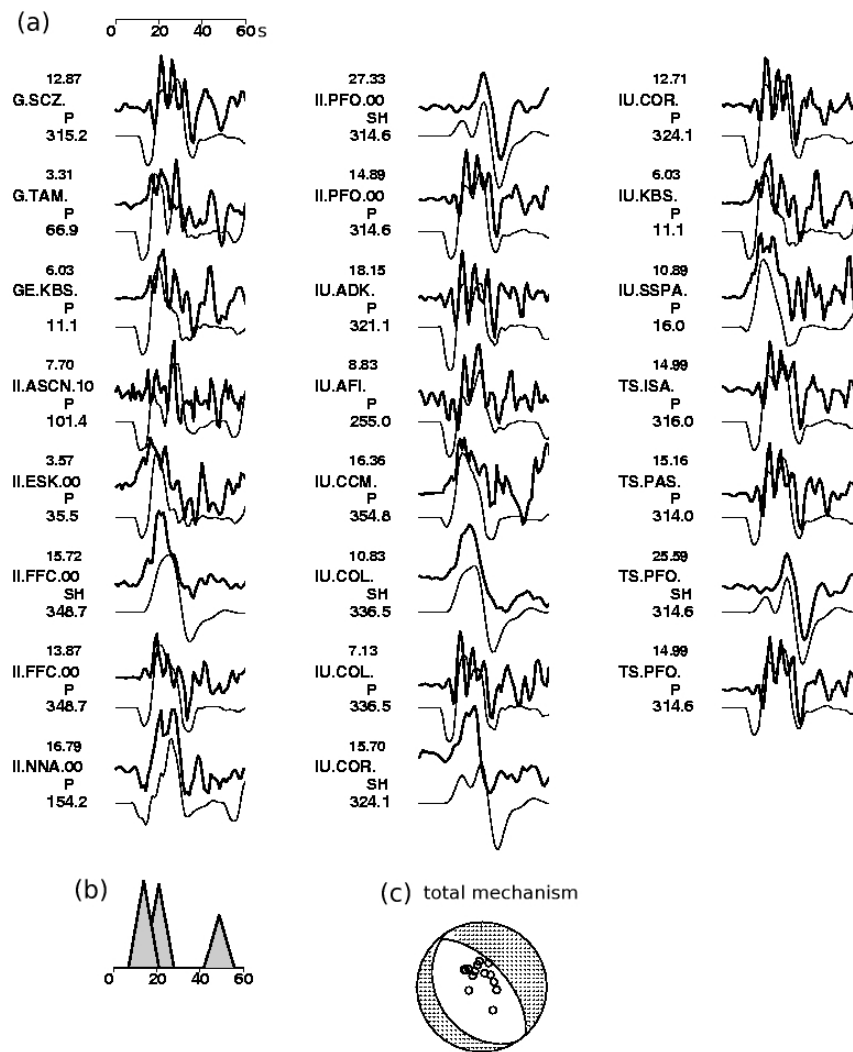 (a)
0 20 40 60 s
12.87
G.SCZ.
P
315.2
3.31
G.TAM.
P
66.9
6.03
GE.KBS.
P
11.1
7.70
II.ASCN.10
P
101.4
3.57
II.ESK.00
P
35.5
15.72
II.FFC.00
SH
348.7
13.87
II.FFC.00
P
348.7
16.79
II.NNA.00
P
154.2
27.33
II.PFO.00
SH
314.6
14.89
II.PFO.00
P
314.6
18.15
IU.ADK.
P
321.1
8.83
IU.AFI.
P
255.0
16.36
IU.CCM.
P
354.8
10.83
IU.COL.
SH
336.5
7.13
IU.COL.
P
336.5
15.70
IU.COR.
SH
324.1
12.71
IU.COR.
P
324.1
6.03
IU.KBS.
P
11.1
10.89
IU.SSPA.
P
16.0
14.99
TS.ISA.
P
316.0
15.16
TS.PAS.
P
314.0
25.59
TS.PFO.
SH
314.6
14.99
TS.PFO.
P
314.6
(b)
0 20 40 60
(c) total mechanism